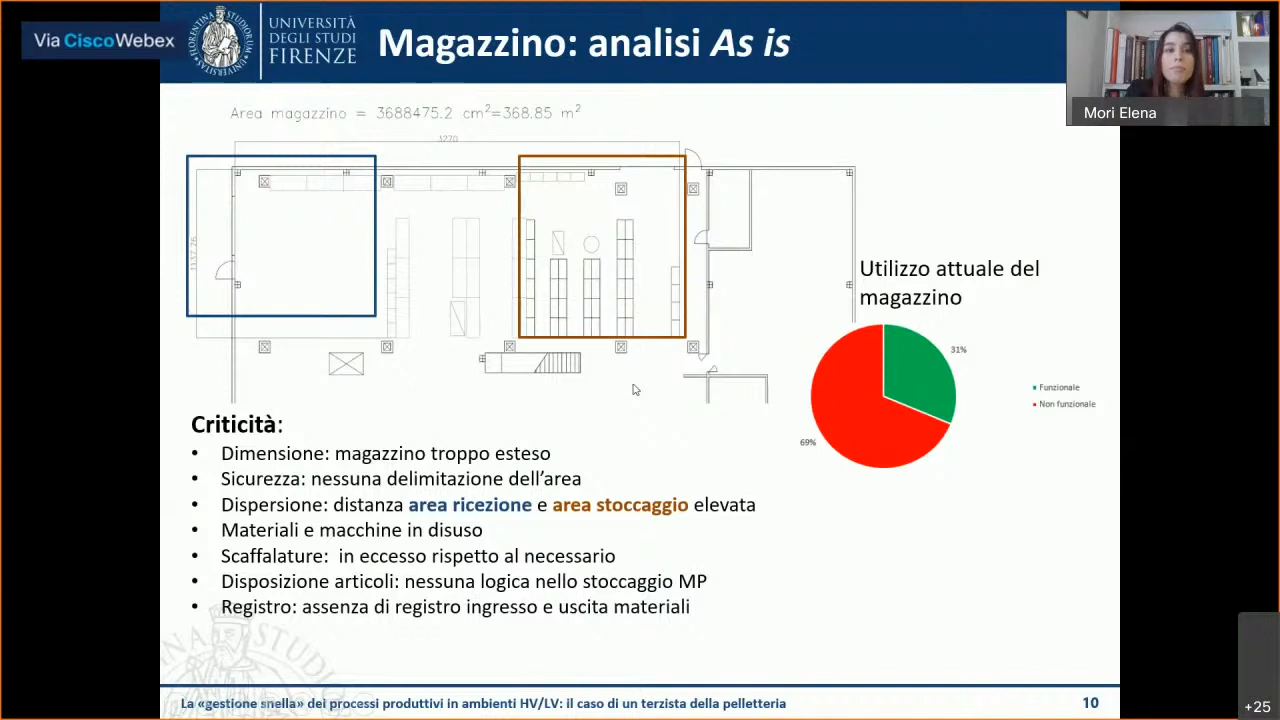 Via CiscoWebex
UNIVERSITÀ
DEGLI STUDI
FIRENZE
Magazzino: analisi As is
Mori Elena
Area magazzino = 3688475.2 cm²=368.85 m²
3270
Utilizzo attuale del
magazzino
31%
Funzionale
Non funzionale
69%
Criticità:
• Dimensione: magazzino troppo esteso
• Sicurezza: nessuna delimitazione dell’area
• Dispersione: distanza area ricezione e area stoccaggio elevata
• Materiali e macchine in disuso
• Scaffalature: in eccesso rispetto al necessario
• Disposizione articoli: nessuna logica nello stoccaggio MP
• Registro: assenza di registro ingresso e uscita materiali
La «gestione snella» dei processi produttivi in ambienti HV/LV: il caso di un terzista della pelletteria
10
+25